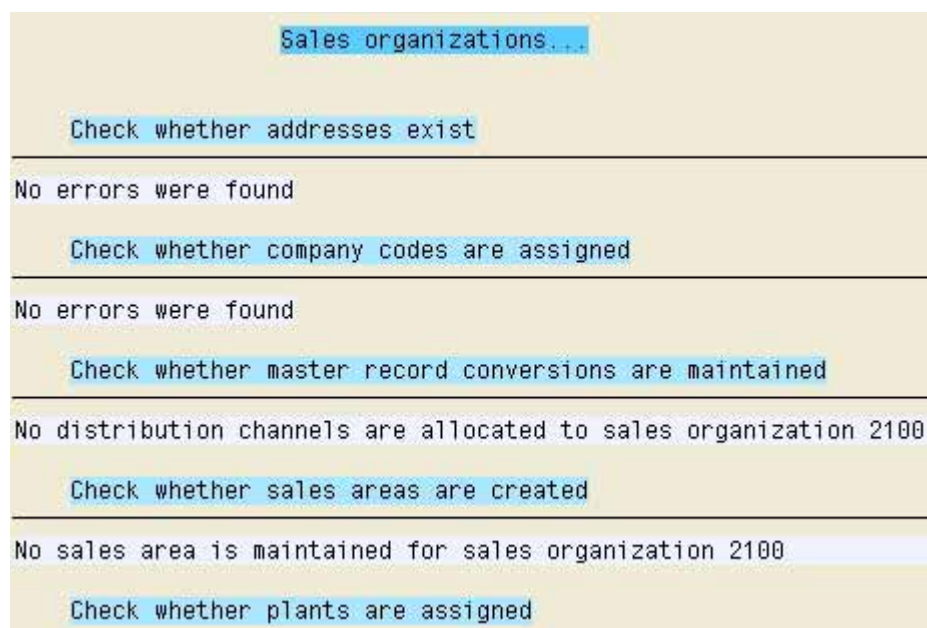 Sales organizations...
Check whether addresses exist
No errors were found
Check whether company codes are assigned
No errors were found
Check whether master record conversions are maintained
No distribution channels are allocated to sales organization 2100
Check whether sales areas are created
No sales area is maintained for sales organization 2100
Check whether plants are assigned